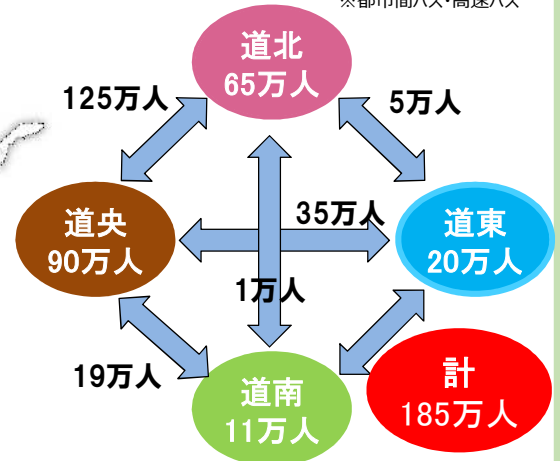 ※都市間バス・高速バス
道北
65万人
125万人
5万人
道央
90万人
35万人
道東
20万人
1万人
19万人
道南
11万人
計
185万人